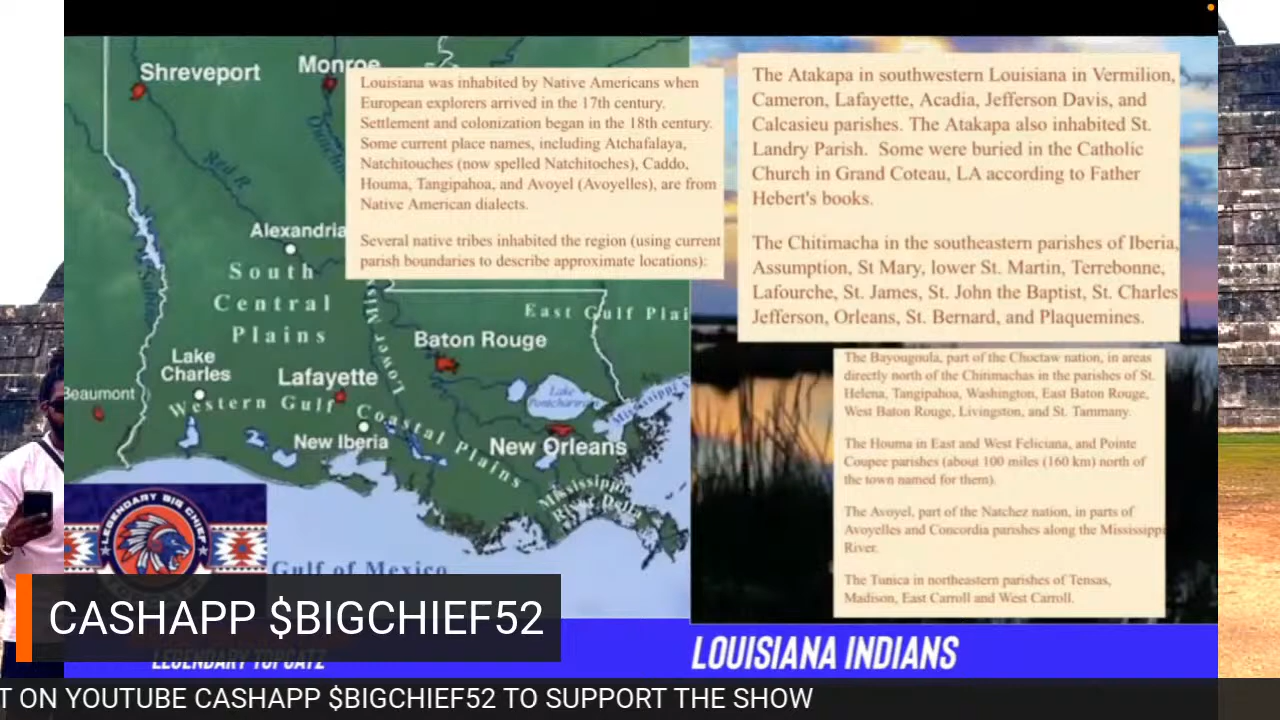 Shreveport
Monroe
Red R
Alexandria
South
Central
Plains
East Gulf Plai
Lower Mis
Baton Rouge
Lake
Charles
Lafayette
Beaumont
Western Gulf Coastal Plains
New Iberia
New Orleans
Lake
Pontchartrain
Mississippi
River Delta
Gulf of Mexico
Louisiana was inhabited by Native Americans when
European explorers arrived in the 17th century.
Settlement and colonization began in the 18th century.
Some current place names, including Atchafalaya,
Natchitouches (now spelled Natchitoches), Caddo,
Houma, Tangipahoa, and Avoyel (Avoyelles), are from
Native American dialects.
Several native tribes inhabited the region (using current
parish boundaries to describe approximate locations):
The Atakapa in southwestern Louisiana in Vermilion,
Cameron, Lafayette, Acadia, Jefferson Davis, and
Calcasieu parishes. The Atakapa also inhabited St.
Landry Parish. Some were buried in the Catholic
Church in Grand Coteau, LA according to Father
Hebert's books.
The Chitimacha in the southeastern parishes of Iberia,
Assumption, St Mary, lower St. Martin, Terrebonne,
Lafourche, St. James, St. John the Baptist, St. Charles
Jefferson, Orleans, St. Bernard, and Plaquemines.
The Bayougoula, part of the Choctaw nation, in areas
directly north of the Chitimachas in the parishes of St.
Helena, Tangipahoa, Washington, East Baton Rouge,
West Baton Rouge, Livingston, and St. Tammany.
The Houma in East and West Feliciana, and Pointe
Coupee parishes (about 100 miles (160 km) north of
the town named for them).
The Avoyel, part of the Natchez nation, in parts of
Avoyelles and Concordia parishes along the Mississippi
River.
The Tunica in northeastern parishes of Tensas,
Madison, East Carroll and West Carroll.
LEGENDARY BIG CHIEF
CASHAPP $BIGCHIEF52
LEGENDARY TOPCATZ
LOUISIANA INDIANS
T ON YOUTUBE CASHAPP $BIGCHIEF52 TO SUPPORT THE SHOW